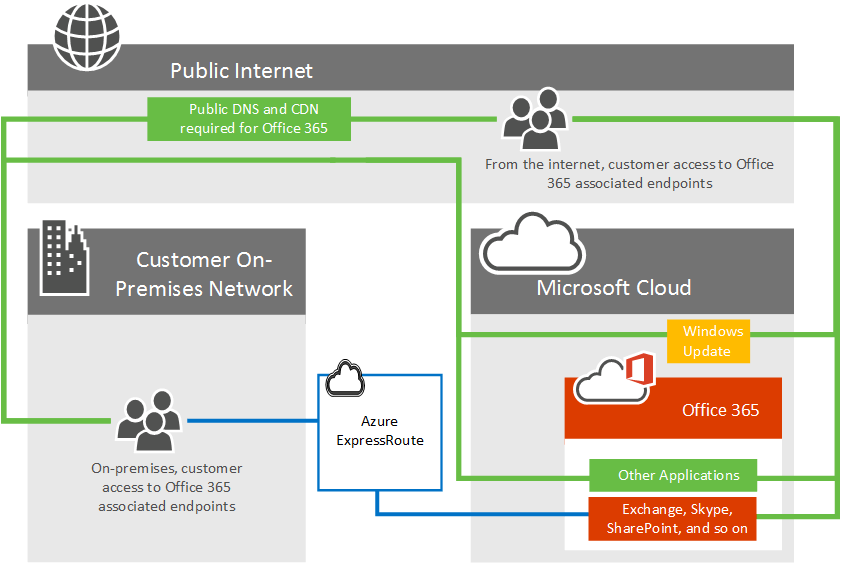 Public Internet
Public DNS and CDN
required for Office 365
From the internet, customer access to Office
365 associated endpoints
Customer On-
Premises Network
Microsoft Cloud
Windows
Update
Office 365
Azure
ExpressRoute
On-premises, customer
access to Office 365
associated endpoints
Other Applications
Exchange, Skype,
SharePoint, and so on